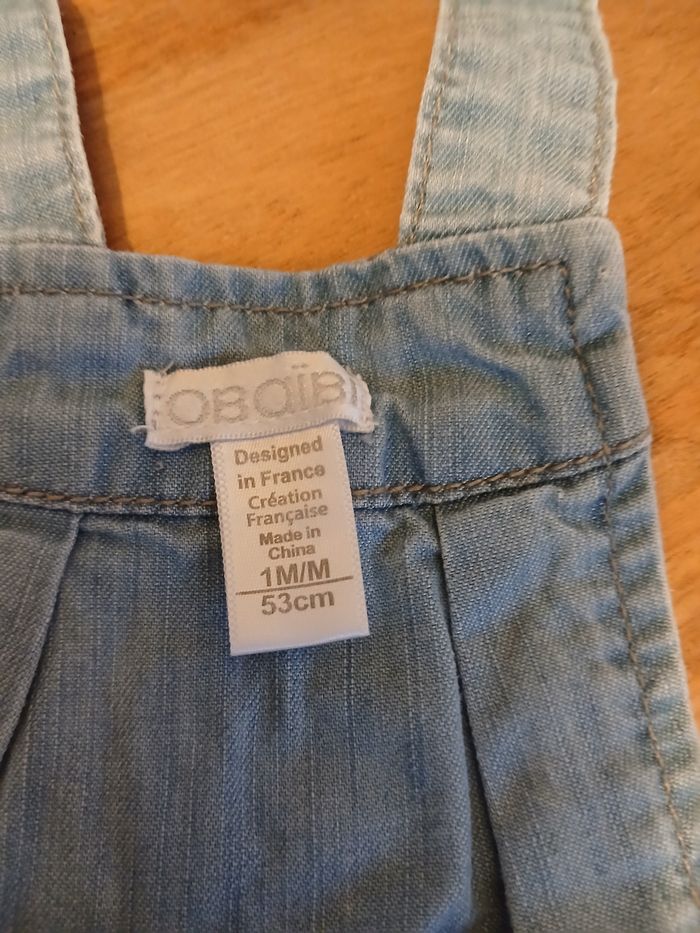 obaïbi
Designed
in France
Création
Française
Made in
China
1M/M
53cm